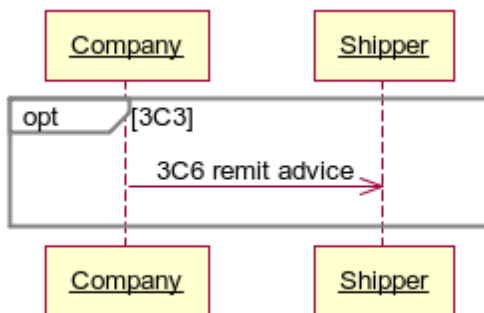 Company
Shipper
opt
[3C3]
3C6 remit advice
Company
Shipper